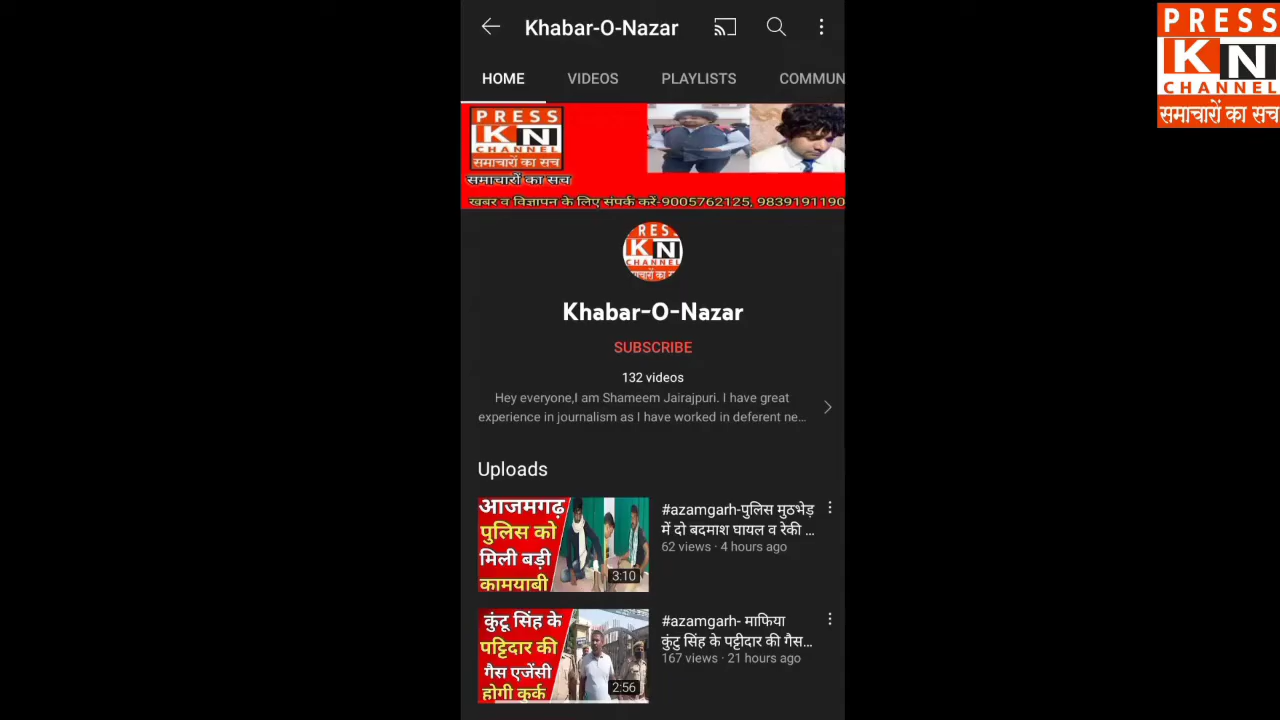 Khabar-O-Nazar
HOME VIDEOS PLAYLISTS COMMUN
PRESS
KN
CHANNEL
समाचारों का सच
PRESS
KN
CHANNEL
समाचारों का सच
समाचारों का सच
खबर व विज्ञापन के लिए संपर्क करें-9005762125, 9839191190
PRESS
KN
CHANNEL
Khabar-O-Nazar
SUBSCRIBE
132 videos
Hey everyone,I am Shameem Jairajpuri. I have great
experience in journalism as I have worked in deferent ne...
Uploads
आजमगढ़
पुलिस को
मिली बड़ी
कामयाबी
3:10
#azamgarh-पुलिस मुठभेड़
में दो बदमाश घायल व रेकी ...
62 views · 4 hours ago
कुंटू सिंह के
पट्टिदार की
गैस एजेंसी
होगी कुर्क
2:56
#azamgarh- माफिया
कुंटु सिंह के पट्टीदार की गैस...
167 views · 21 hours ago